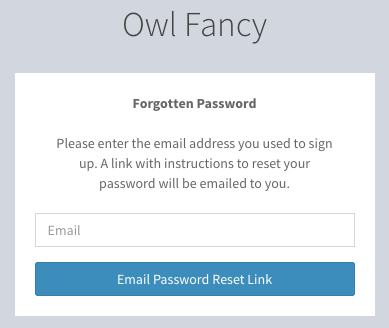 Owl Fancy
Forgotten Password
Please enter the email address you used to sign
up. A link with instructions to reset your
password will be emailed to you.
Email
Email Password Reset Link